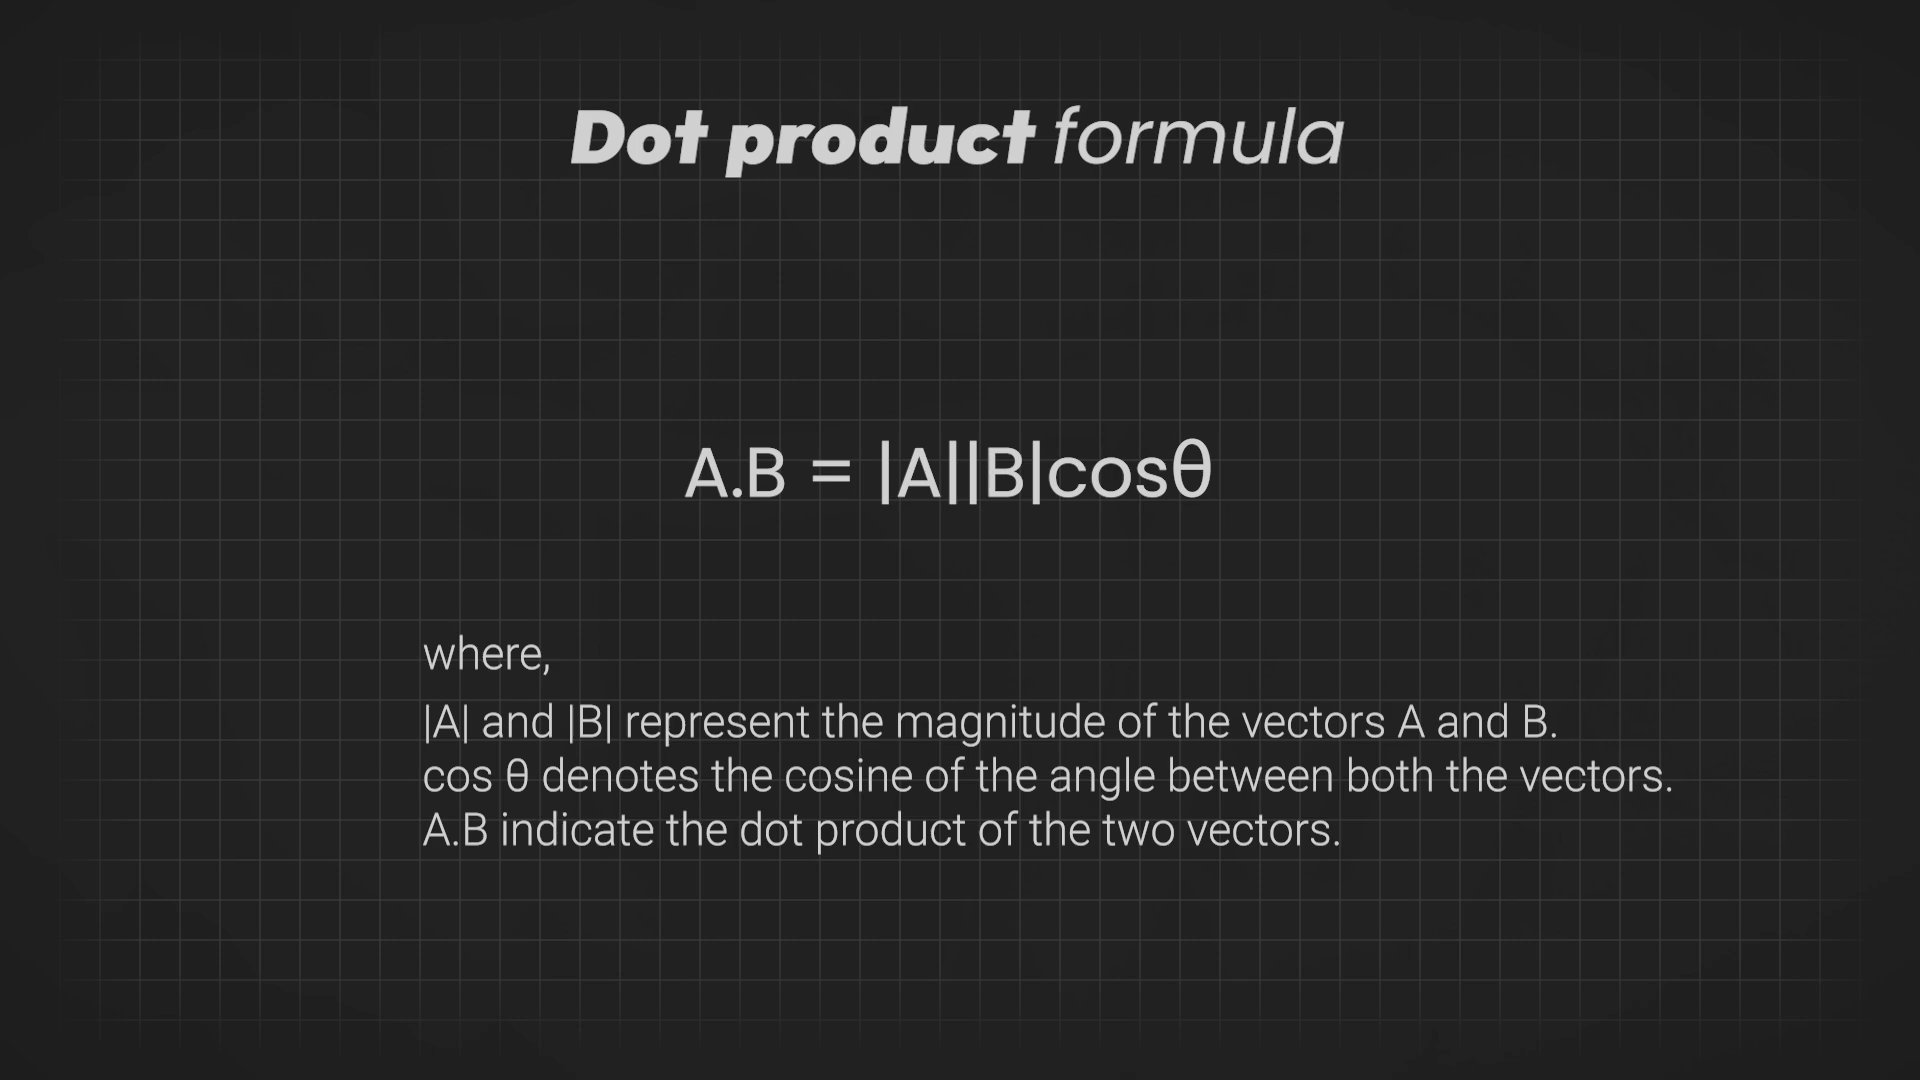 Dot product formula
A.B = |A||B|cosθ
where,
|A| and |B| represent the magnitude of the vectors A and B.
cos θ denotes the cosine of the angle between both the vectors.
A.B indicate the dot product of the two vectors.